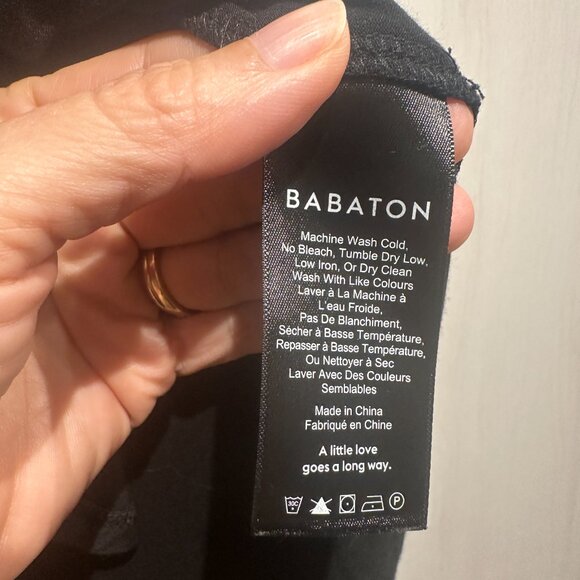 BABATON
Machine Wash Cold,
No Bleach, Tumble Dry Low,
Low Iron, Or Dry Clean
Wash With Like Colours
Laver à La Machine à
L'eau Froide,
Pas De Blanchiment,
Sécher à Basse Température,
Repasser à Basse Température,
Ou Nettoyer à Sec
Laver Avec Des Couleurs
Semblables
Made in China
Fabriqué en Chine
A little love
goes a long way.
30C P